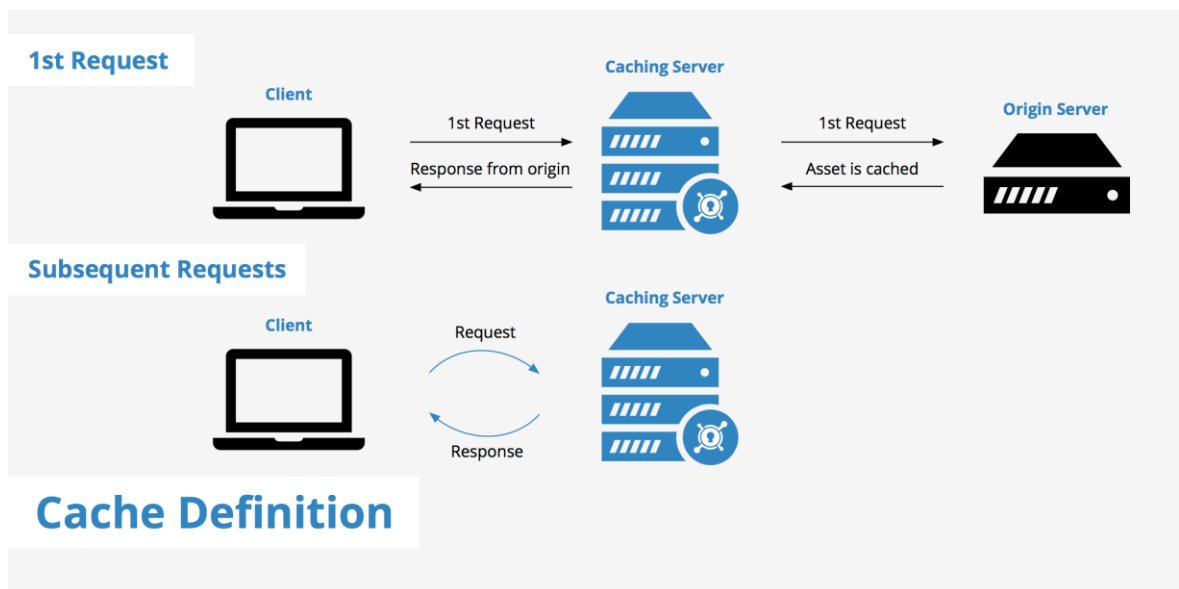 1st Request
Client
Caching Server
Origin Server
1st Request
1st Request
Response from origin
Asset is cached
Subsequent Requests
Client
Caching Server
Request
Response
Cache Definition